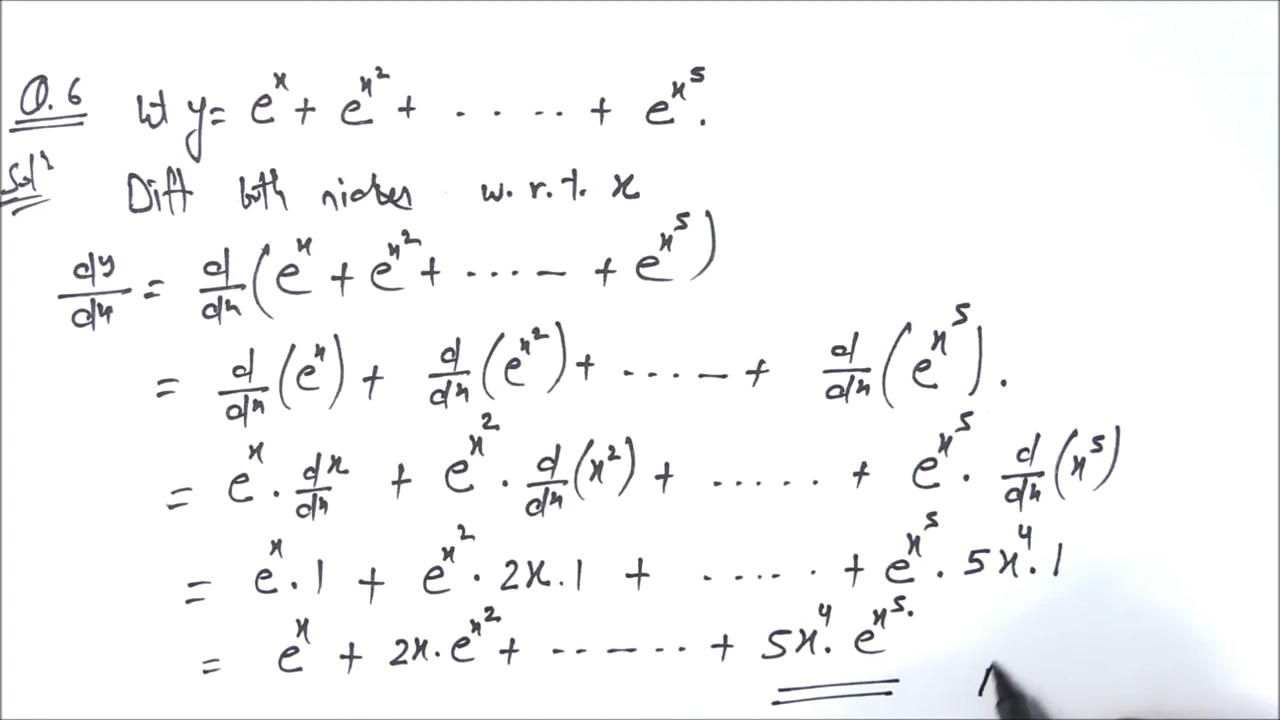 Q.6 Let y = e^x + e^{x^2} + ..... + e^{x^5}.
Sol^n Diff both sides w.r.t. x
dy/dx = d/dx (e^x + e^{x^2} + ..... + e^{x^5})
= d/dx (e^x) + d/dx (e^{x^2}) + ..... + d/dx (e^{x^5}).
= e^x . dx/dx + e^{x^2} . d/dx (x^2) + ..... + e^{x^5} . d/dx (x^5)
= e^x . 1 + e^{x^2} . 2x . 1 + ..... + e^{x^5} . 5x^4 . 1
= e^x + 2x . e^{x^2} + ...... + 5x^4 . e^{x^5}.